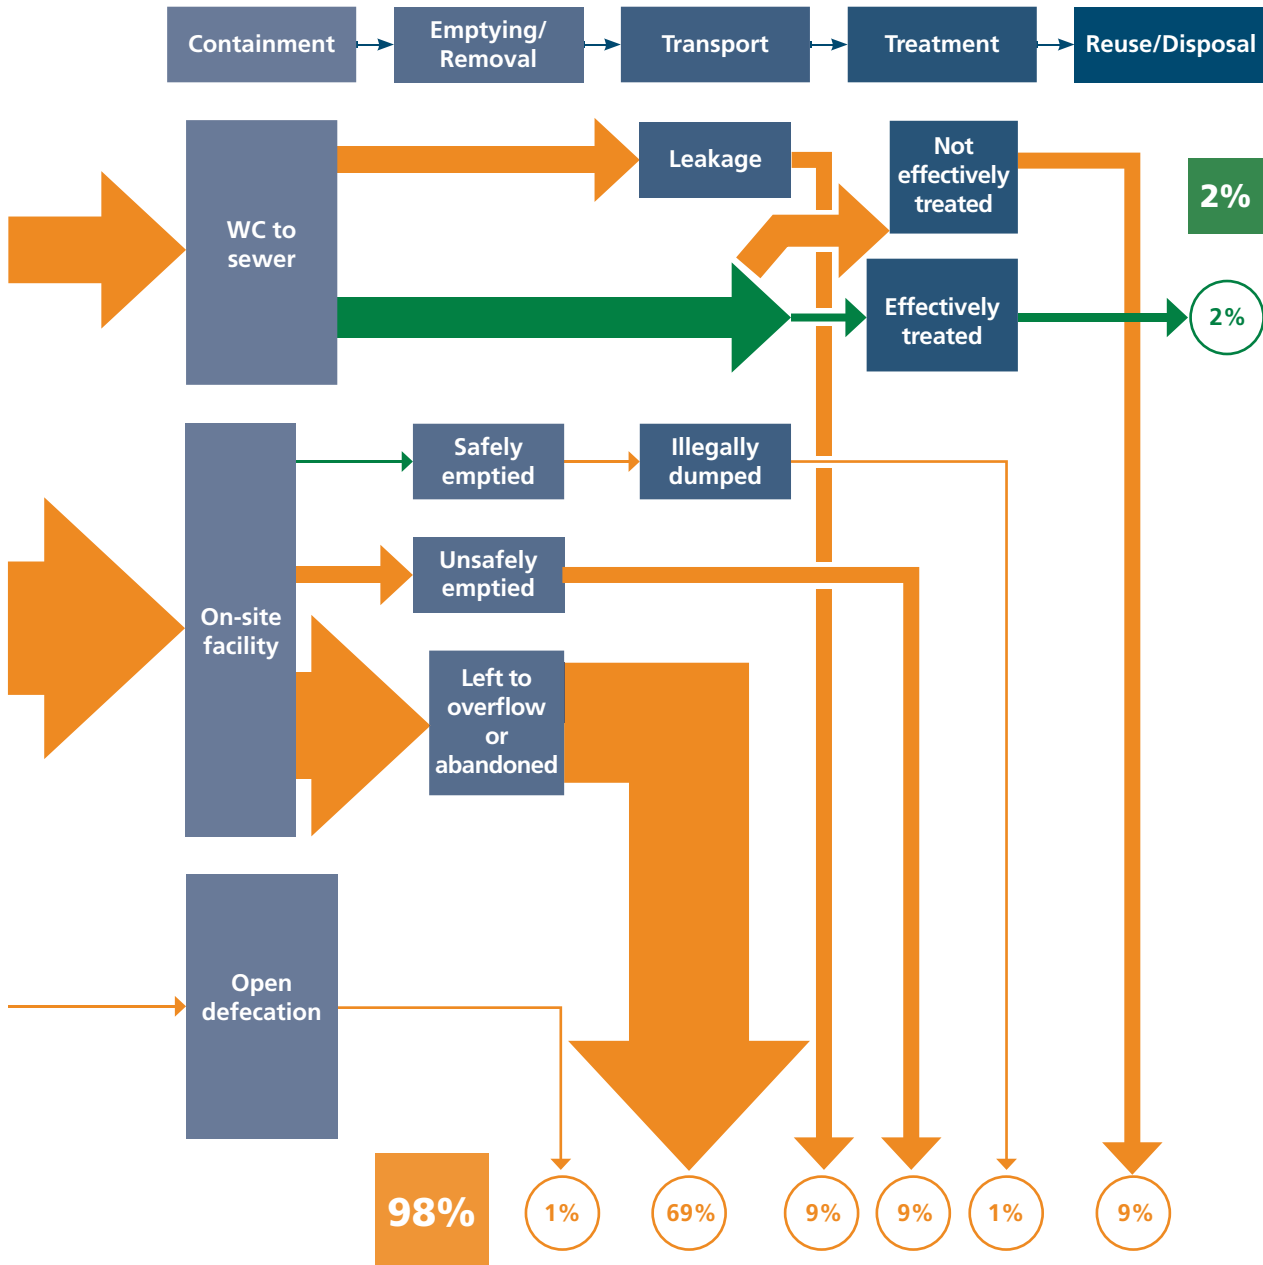 Containment
Emptying/
Removal
Transport
Treatment
Reuse/Disposal
WC to
sewer
Leakage
Not
effectively
treated
2%
Effectively
treated
2%
On-site
facility
Safely
emptied
Illegally
dumped
Unsafely
emptied
Left to
overflow
or
abandoned
Open
defecation
98%
1%
69%
9%
9%
1%
9%